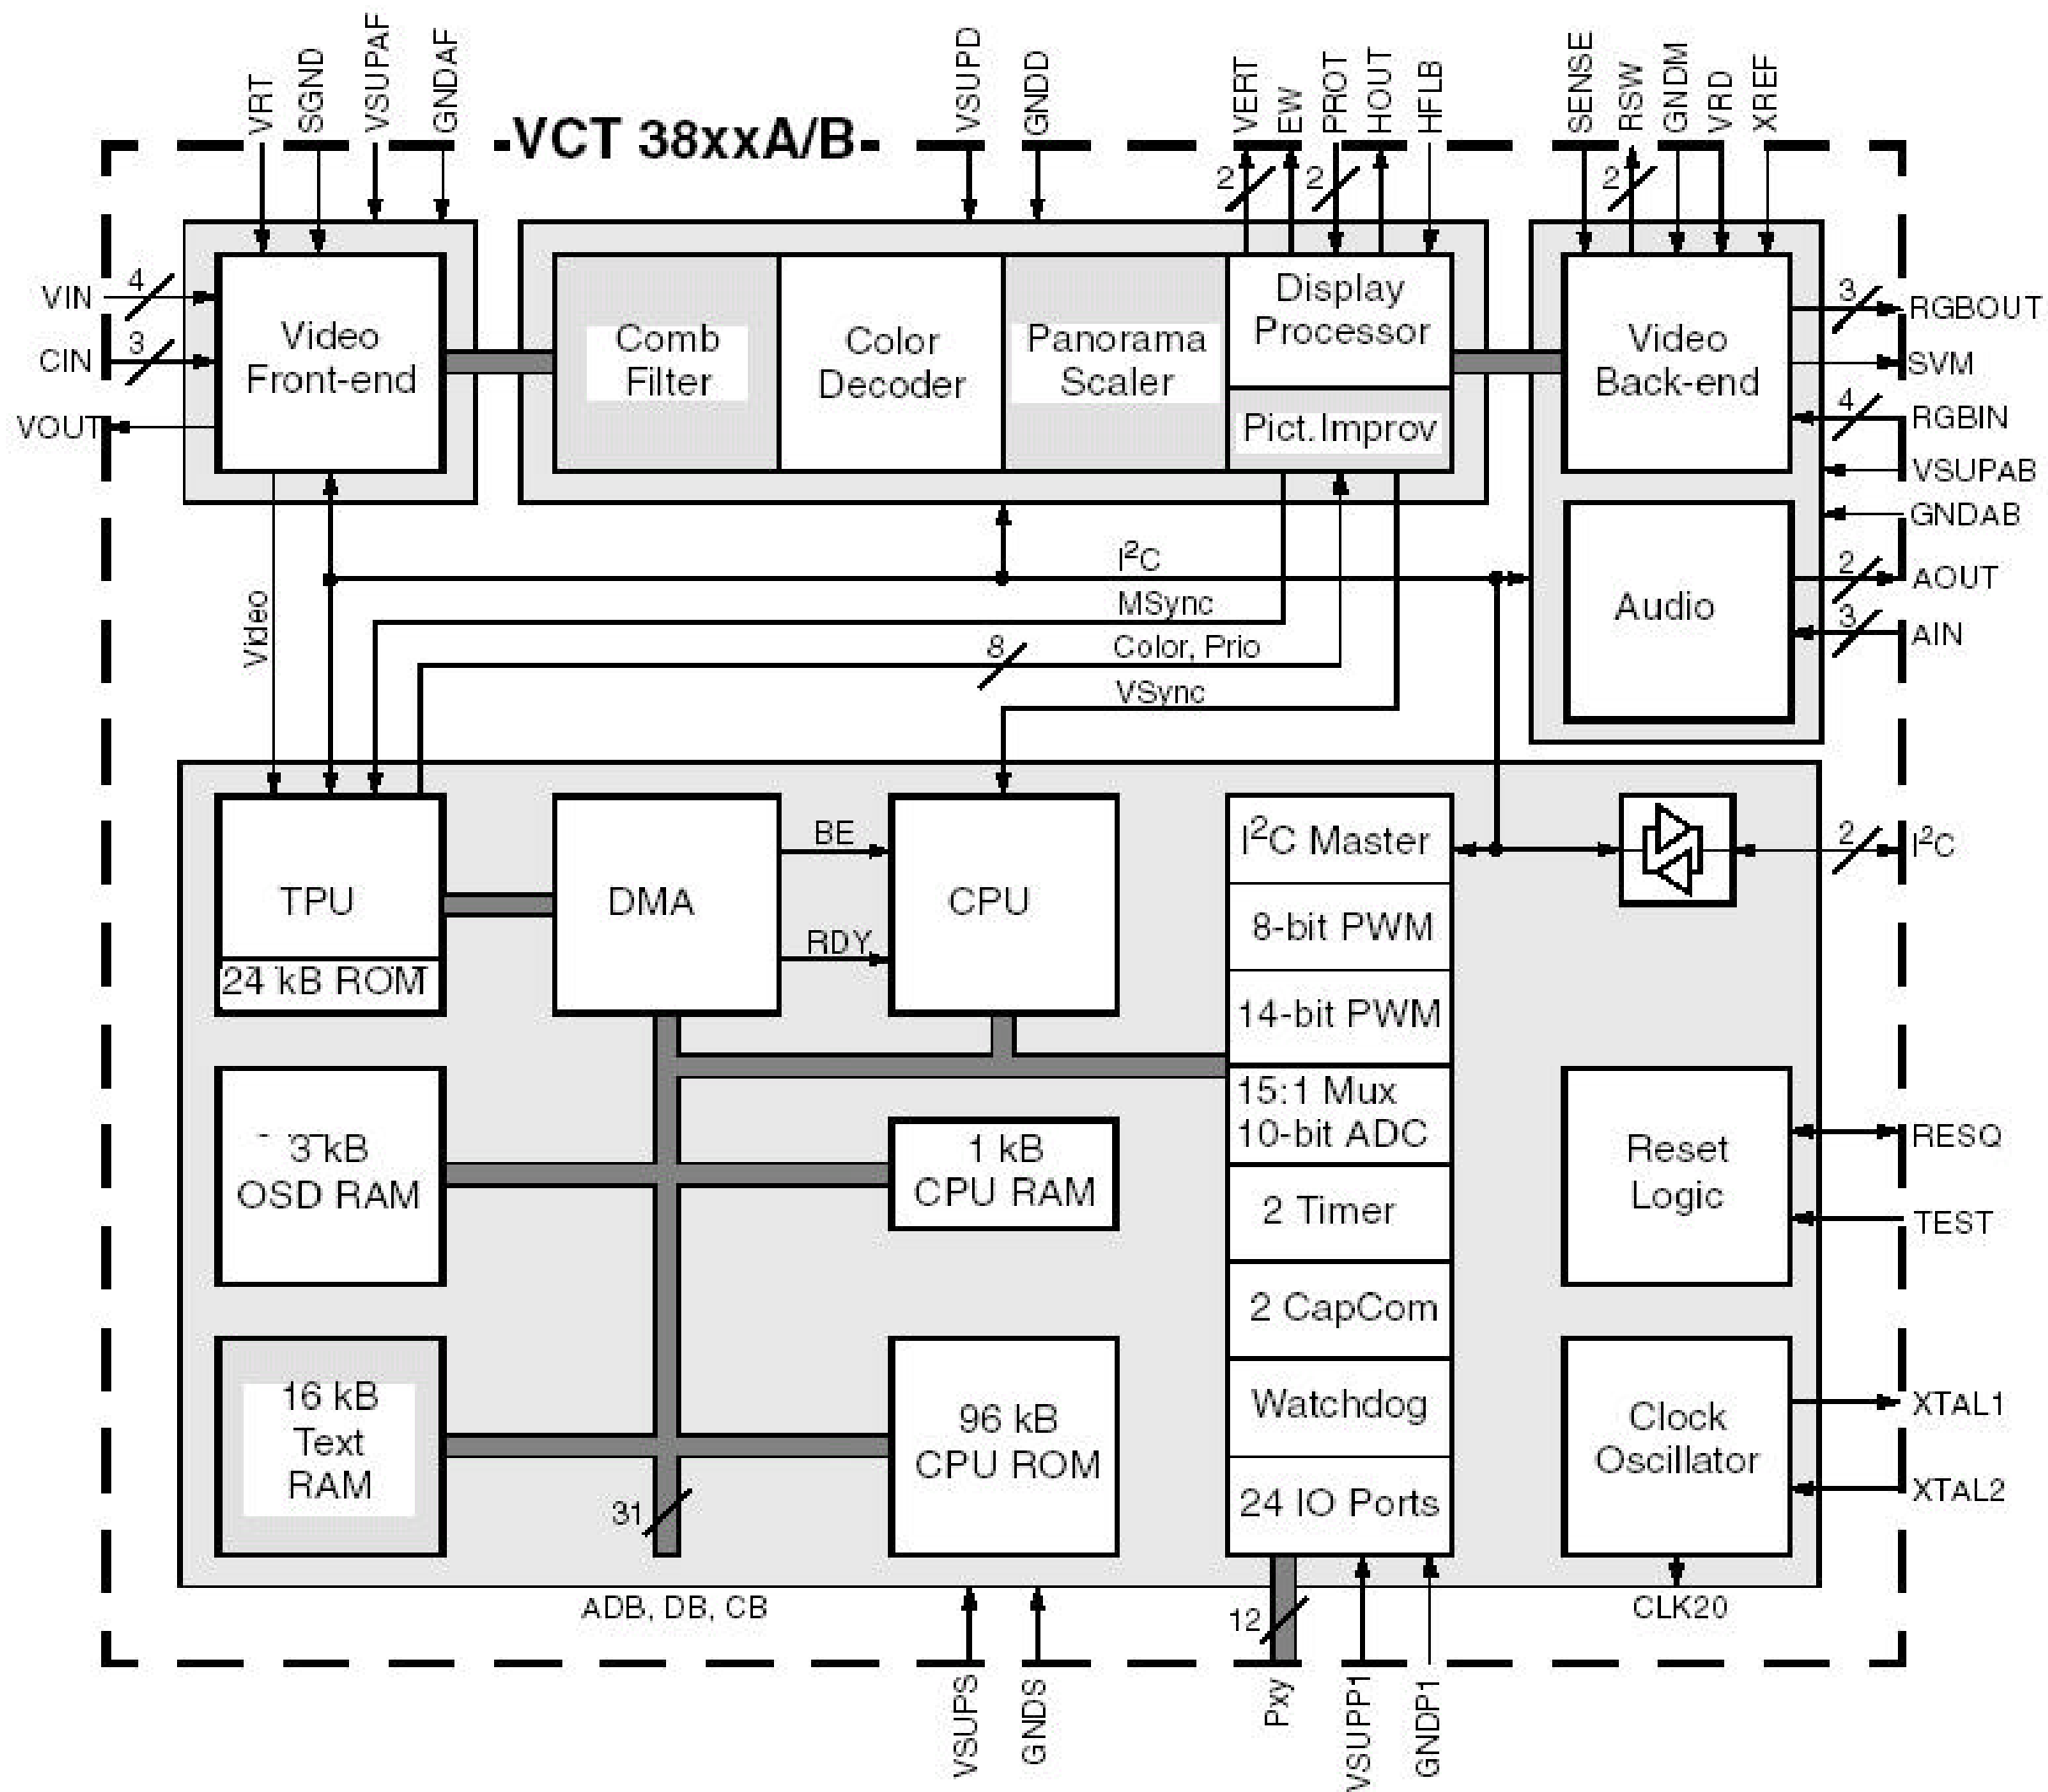 VRT
SGND
VSUPAF
GNDAF
VSUPD
GNDD
VERT
EW
PROT
HOUT
HFLB
SENSE
RSW
GNDM
VRD
XREF
VCT 38xxA/B
2
2
2
VIN
4
CIN
3
VOUT
Video
Front-end
Comb
Filter
Color
Decoder
Panorama
Scaler
Display
Processor
Pict.Improv
Video
Back-end
3
RGBOUT
SVM
4
RGBIN
VSUPAB
GNDAB
Audio
2
AOUT
3
AIN
I²C
MSync
8
Color, Prio
VSync
Video
TPU
24 kB ROM
DMA
BE
RDY
CPU
I²C Master
8-bit PWM
14-bit PWM
15:1 Mux
10-bit ADC
2 Timer
2 CapCom
Watchdog
24 IO Ports
2
I²C
3 kB
OSD RAM
1 kB
CPU RAM
Reset
Logic
RESQ
TEST
16 kB
Text
RAM
96 kB
CPU ROM
31
Clock
Oscillator
XTAL1
XTAL2
ADB, DB, CB
12
CLK20
VSUPS
GNDS
Pxy
VSUPP1
GNDP1